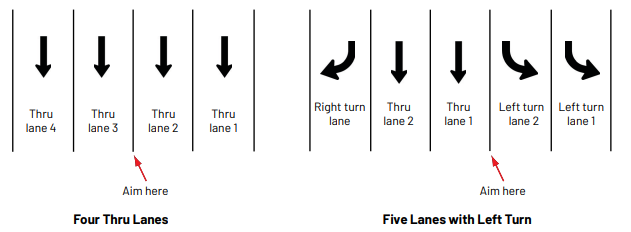 Thru
lane 4
Thru
lane 3
Thru
lane 2
Thru
lane 1
Aim here
Four Thru Lanes
Right turn
lane
Thru
lane 2
Thru
lane 1
Left turn
lane 2
Left turn
lane 1
Aim here
Five Lanes with Left Turn